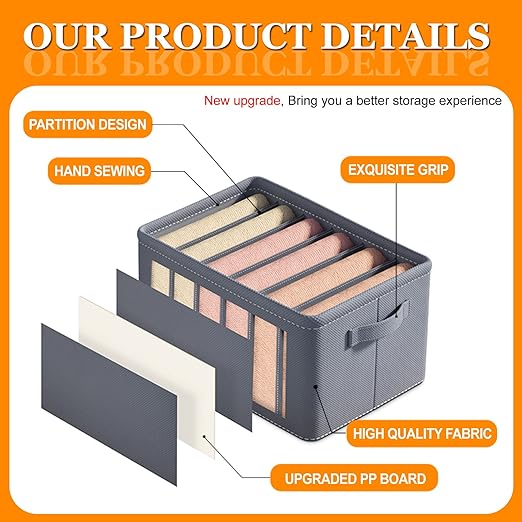 OUR PRODUCT DETAILS
New upgrade, Bring you a better storage experience
PARTITION DESIGN
HAND SEWING
EXQUISITE GRIP
HIGH QUALITY FABRIC
UPGRADED PP BOARD